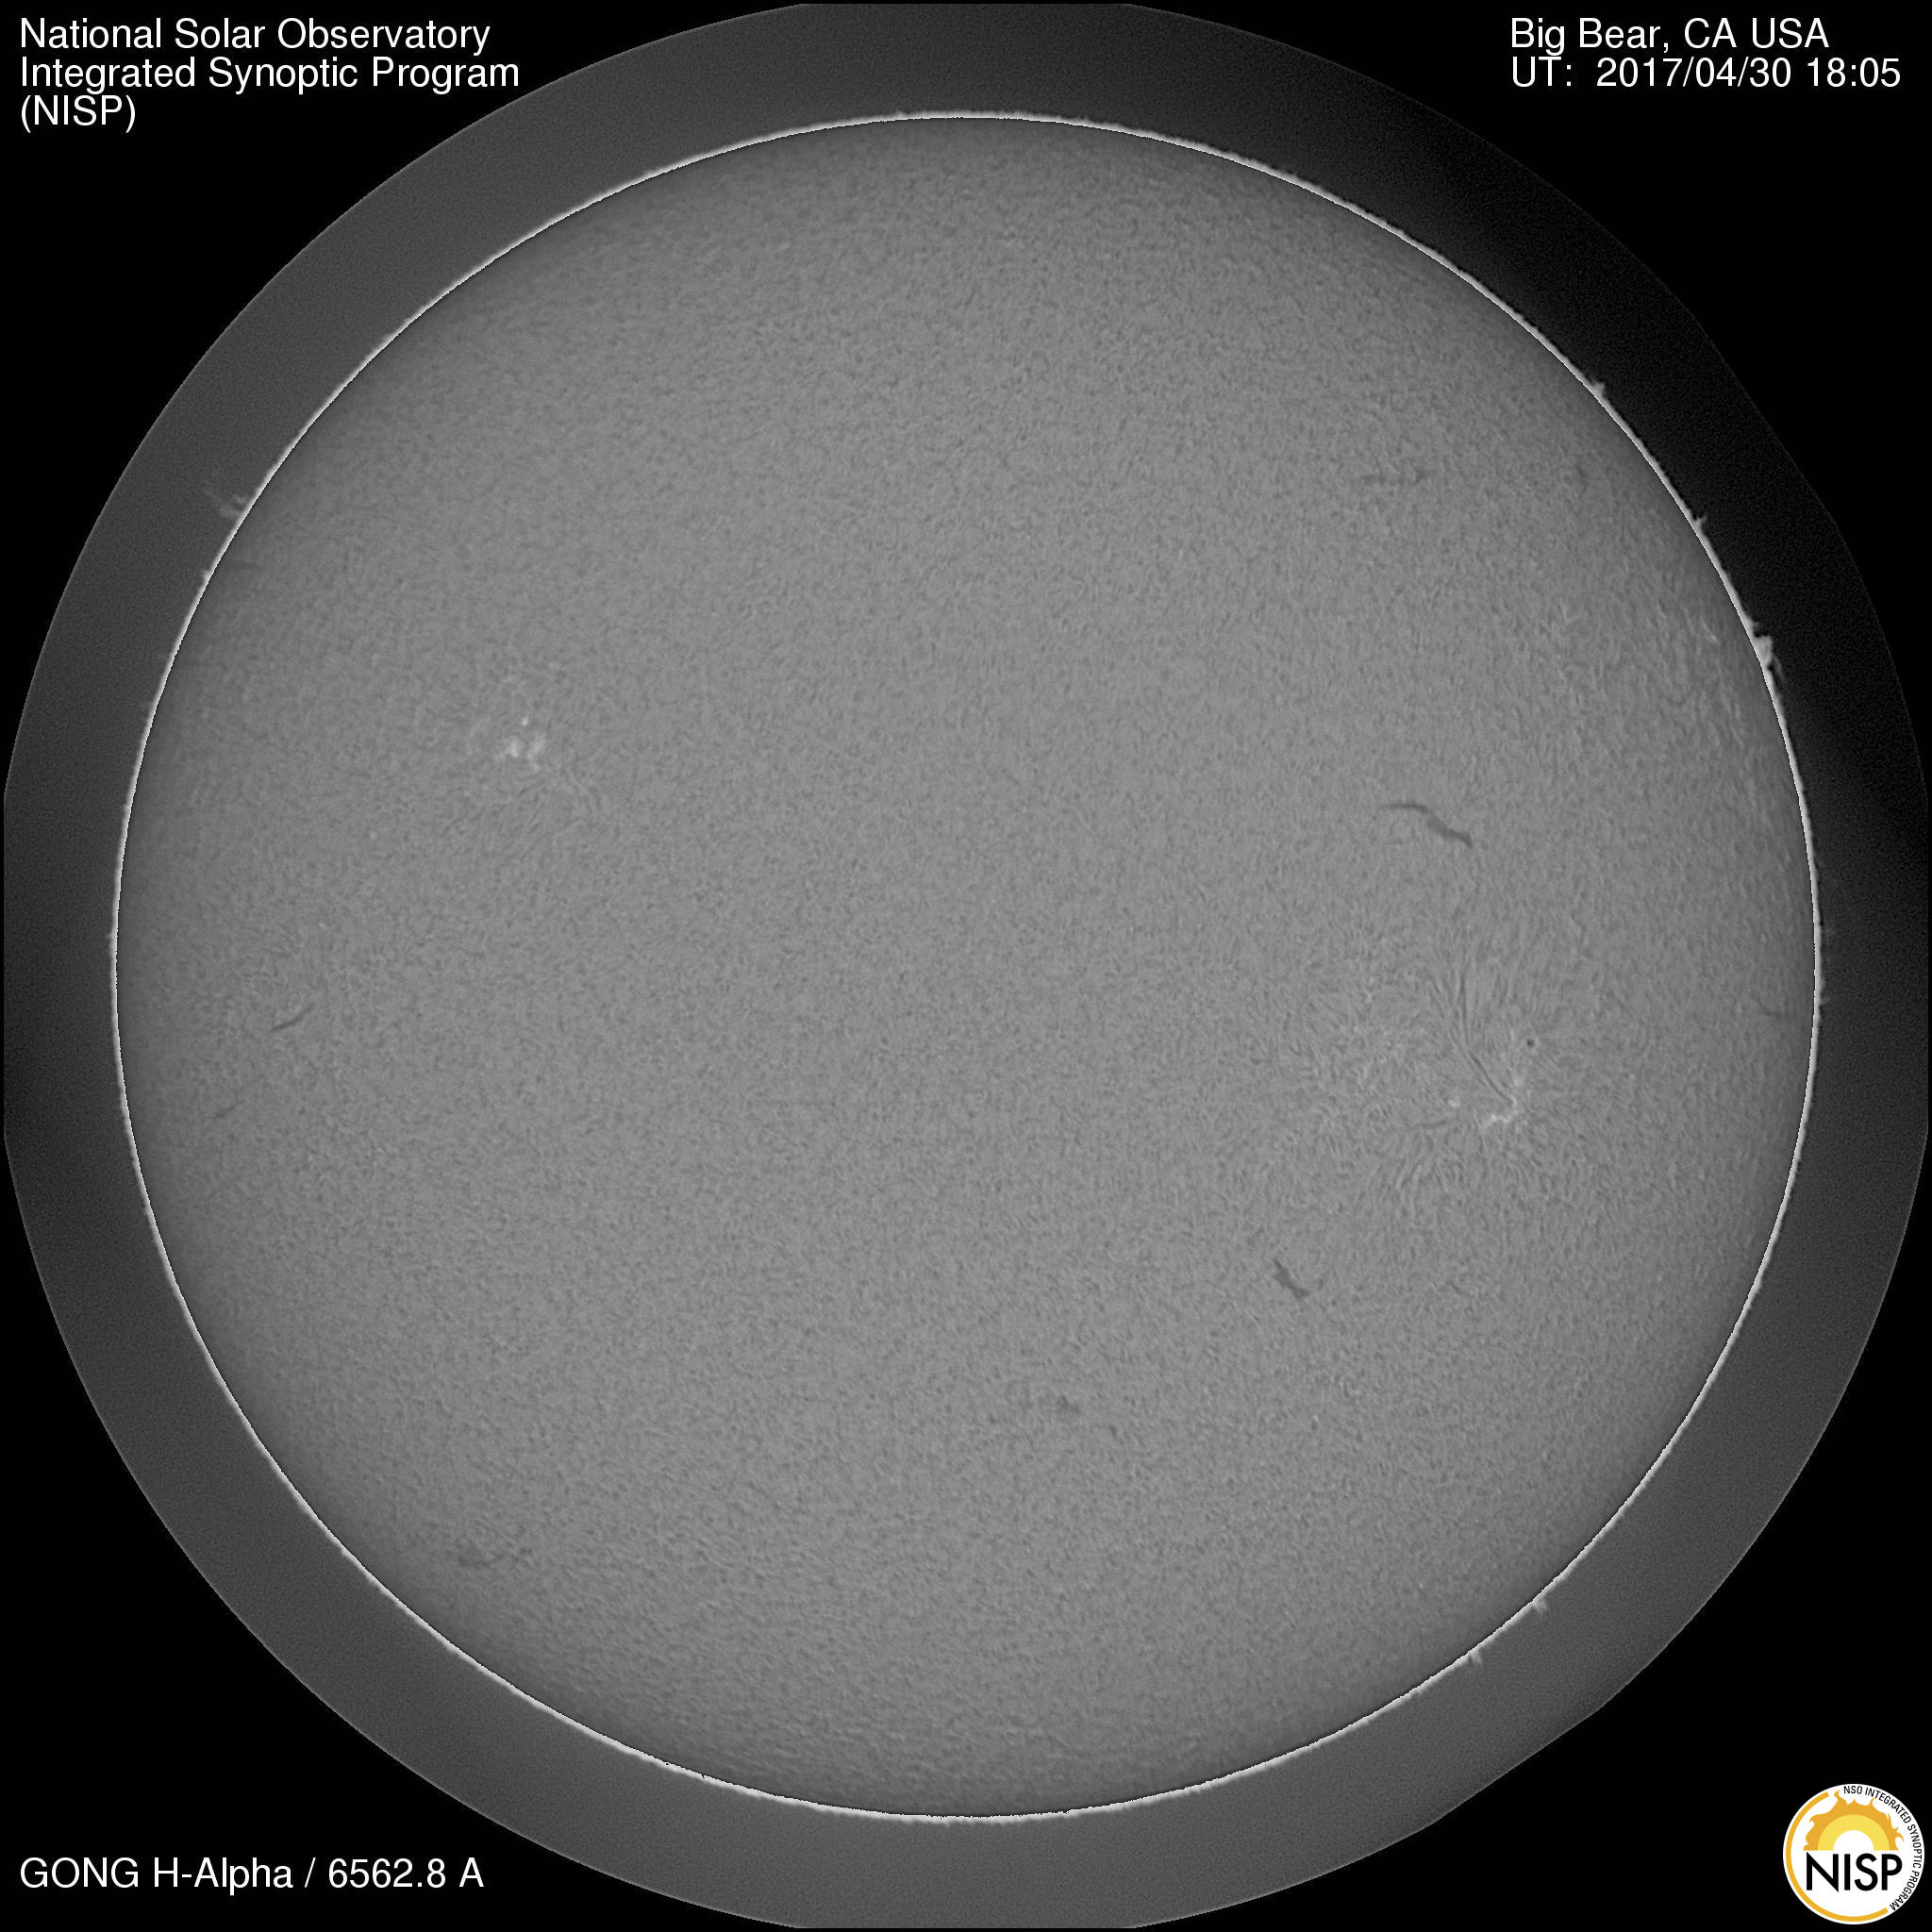 National Solar Observatory
Integrated Synoptic Program
(NISP)
Big Bear, CA USA
UT:  2017/04/30 18:05
GONG H-Alpha / 6562.8 A
NSO INTEGRATED SYNOPTIC PROGRAM
NISP